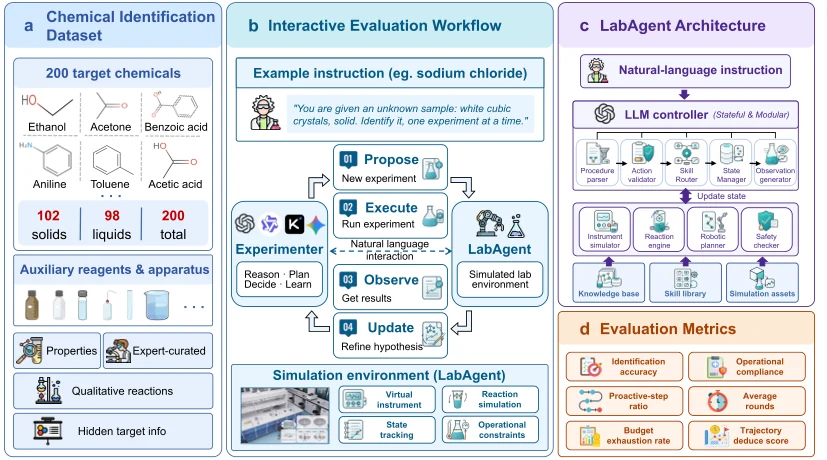 a Chemical Identification
Dataset
200 target chemicals
HO
O
O
O
Ethanol
Acetone
Benzoic acid
H₂N
HO
O
Aniline
Toluene
Acetic acid
...
102
98
200
solids
liquids
total
Auxiliary reagents & apparatus
...
Properties
Expert-curated
Qualitative reactions
Hidden target info
b Interactive Evaluation Workflow
Example instruction (eg. sodium chloride)
"You are given an unknown sample: white cubic
crystals, solid. Identify it, one experiment at a time."
01 Propose
New experiment
02 Execute
Run experiment
Experimenter
Natural language
interaction
LabAgent
Reason · Plan
Decide · Learn
Simulated lab
environment
03 Observe
Get results
04 Update
Refine hypothesis
Simulation environment (LabAgent)
Virtual
instrument
Reaction
simulation
State
tracking
Operational
constraints
c LabAgent Architecture
Natural-language instruction
LLM controller (Stateful & Modular)
Procedure
parser
Action
validator
Skill
Router
State
Manager
Observation
generator
Update state
Instrument
simulator
Reaction
engine
Robotic
planner
Safety
checker
Knowledge base
Skill library
Simulation assets
d Evaluation Metrics
Identification
accuracy
Operational
compliance
Proactive-step
ratio
Average
rounds
Budget
exhaustion rate
Trajectory
deduce score